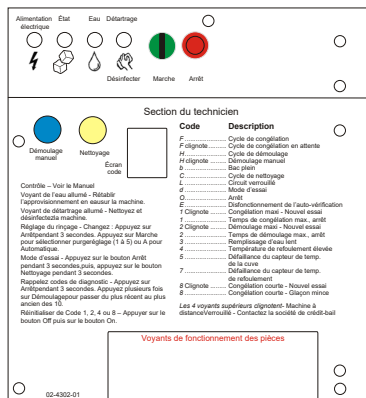 Alimentation électrique
État
Eau
Détartrage
Désinfecter
Marche
Arrêt
Section du technicien
Démoulage manuel
Nettoyage
Écran code
Code Description
F Cycle de congélation
F clignote Cycle de congélation en attente
H Cycle de démoulage
H clignote Démoulage manuel
b Bac plein
C Cycle de nettoyage
L Circuit verrouillé
d Mode d'essai
O Arrêt
E Disfonctionnement de l'auto-vérification
1 Clignote Congélation maxi - Nouvel essai
1 Temps de congélation max., arrêt
2 Clignote Démoulage maxi - Nouvel essai
2 Temps de démoulage max., arrêt
3 Remplissage d'eau lent
4 Température de refoulement élevée
5 Défaillance du capteur de temp.
de la cuve
7 Défaillance du capteur de temp.
de refoulement
8 Clignote Congélation courte - Nouvel essai
8 Congélation courte - Glaçon mince
Les 4 voyants supérieurs clignotent- Machine à
distanceVerrouillé - Contactez la société de crédit-bail
Contrôle – Voir le Manuel
Voyant de l'eau allumé - Rétablir
l'approvisionnement en eausur la machine.
Voyant de détartrage allumé - Nettoyez et
désinfectezlla machine.
Réglage du rinçage - Changez : Appuyez sur
Arrêtpendant 3 secondes. Appuyez sur Marche
pour sélectionner purgeréglage (1 à 5) ou A pour
Automatique.
Mode d'essai - Appuyez sur le bouton Arrêt
pendant 3 secondes,puis, appuyez sur le bouton
Nettoyage pendant 3 secondes.
Rappelez codes de diagnostic - Appuyez sur
Arrêtpendant 3 secondes. Appuyez plusieurs fois
sur Démoulagepour passer du plus récent au plus
ancien des 10.
Réinitialiser de Code 1, 2, 4 ou 8 – Appuyer sur le
bouton Off puis sur le bouton On.
Voyants de fonctionnement des pièces
02-4302-01